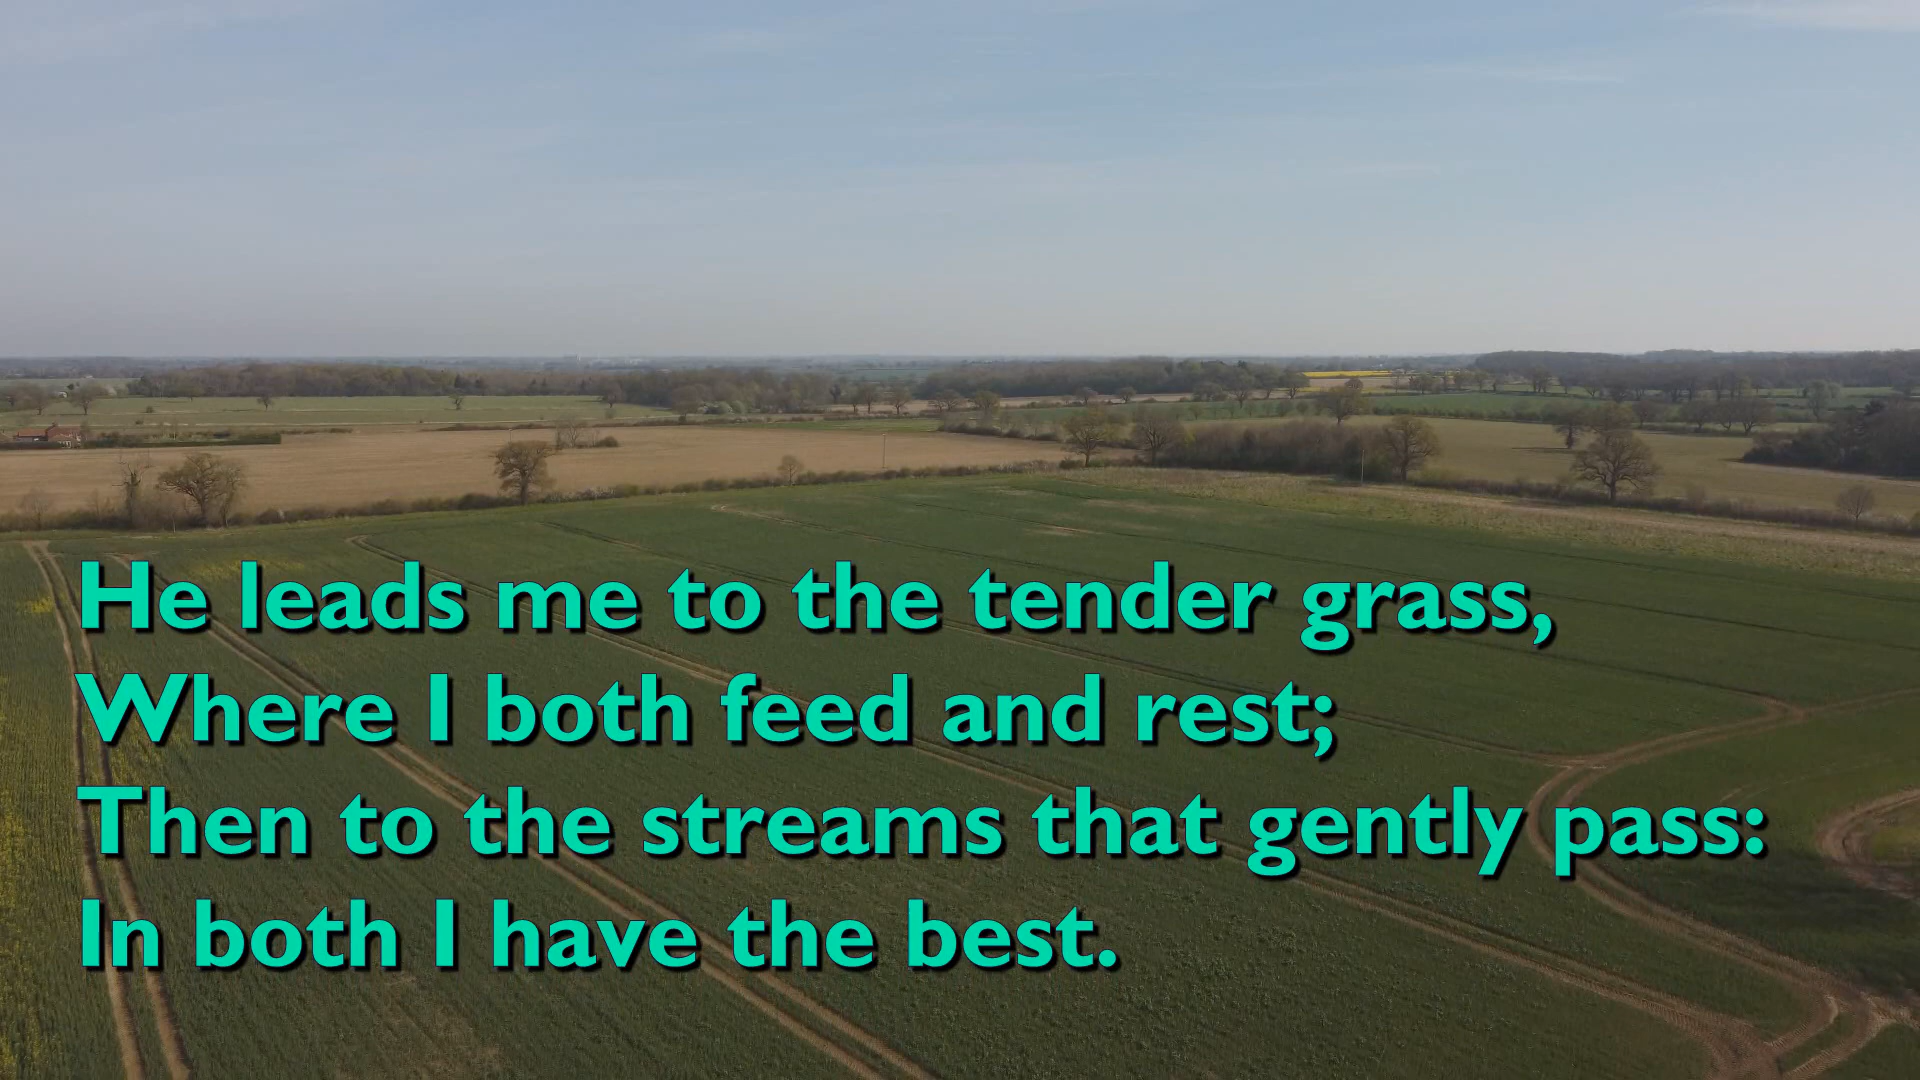 He leads me to the tender grass,
Where I both feed and rest;
Then to the streams that gently pass:
In both I have the best.